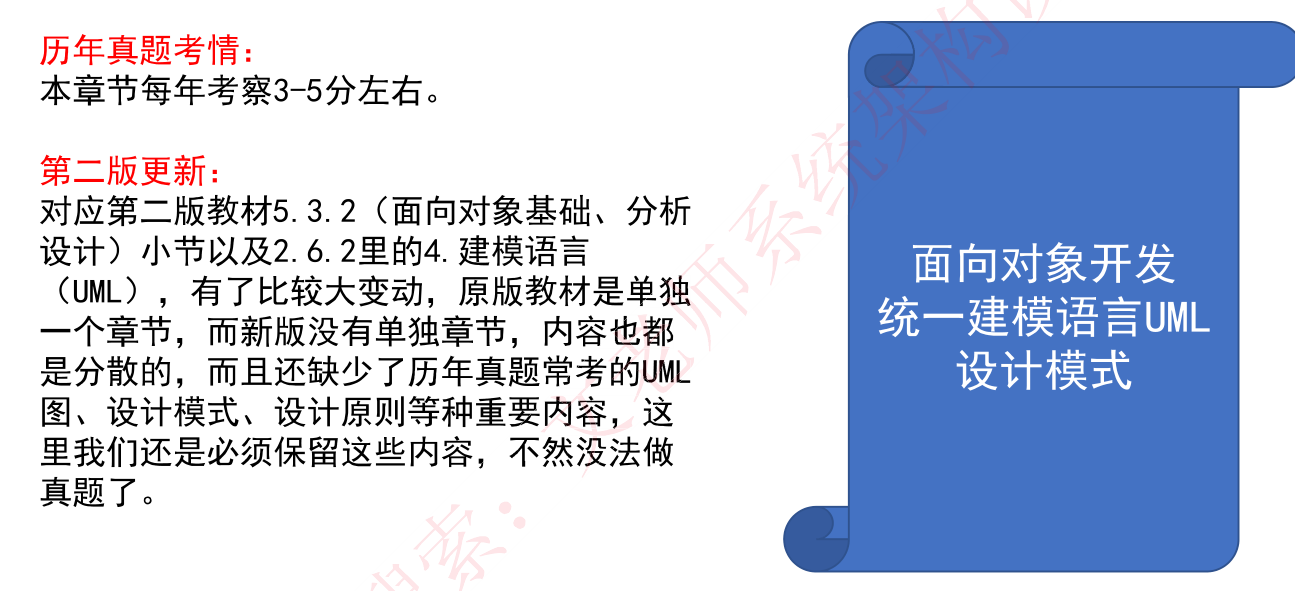 历年真题考情：
本章节每年考察3-5分左右。
第二版更新：
对应第二版教材5.3.2（面向对象基础、分析
设计）小节以及2.6.2里的4.建模语言
（UML），有了比较大变动，原版教材是单独
一个章节，而新版没有单独章节，内容也都
是分散的，而且还缺少了历年真题常考的UML
图、设计模式、设计原则等种重要内容，这
里我们还是必须保留这些内容，不然没法做
真题了。
面向对象开发
统一建模语言UML
设计模式
搜索：
老师系统架构